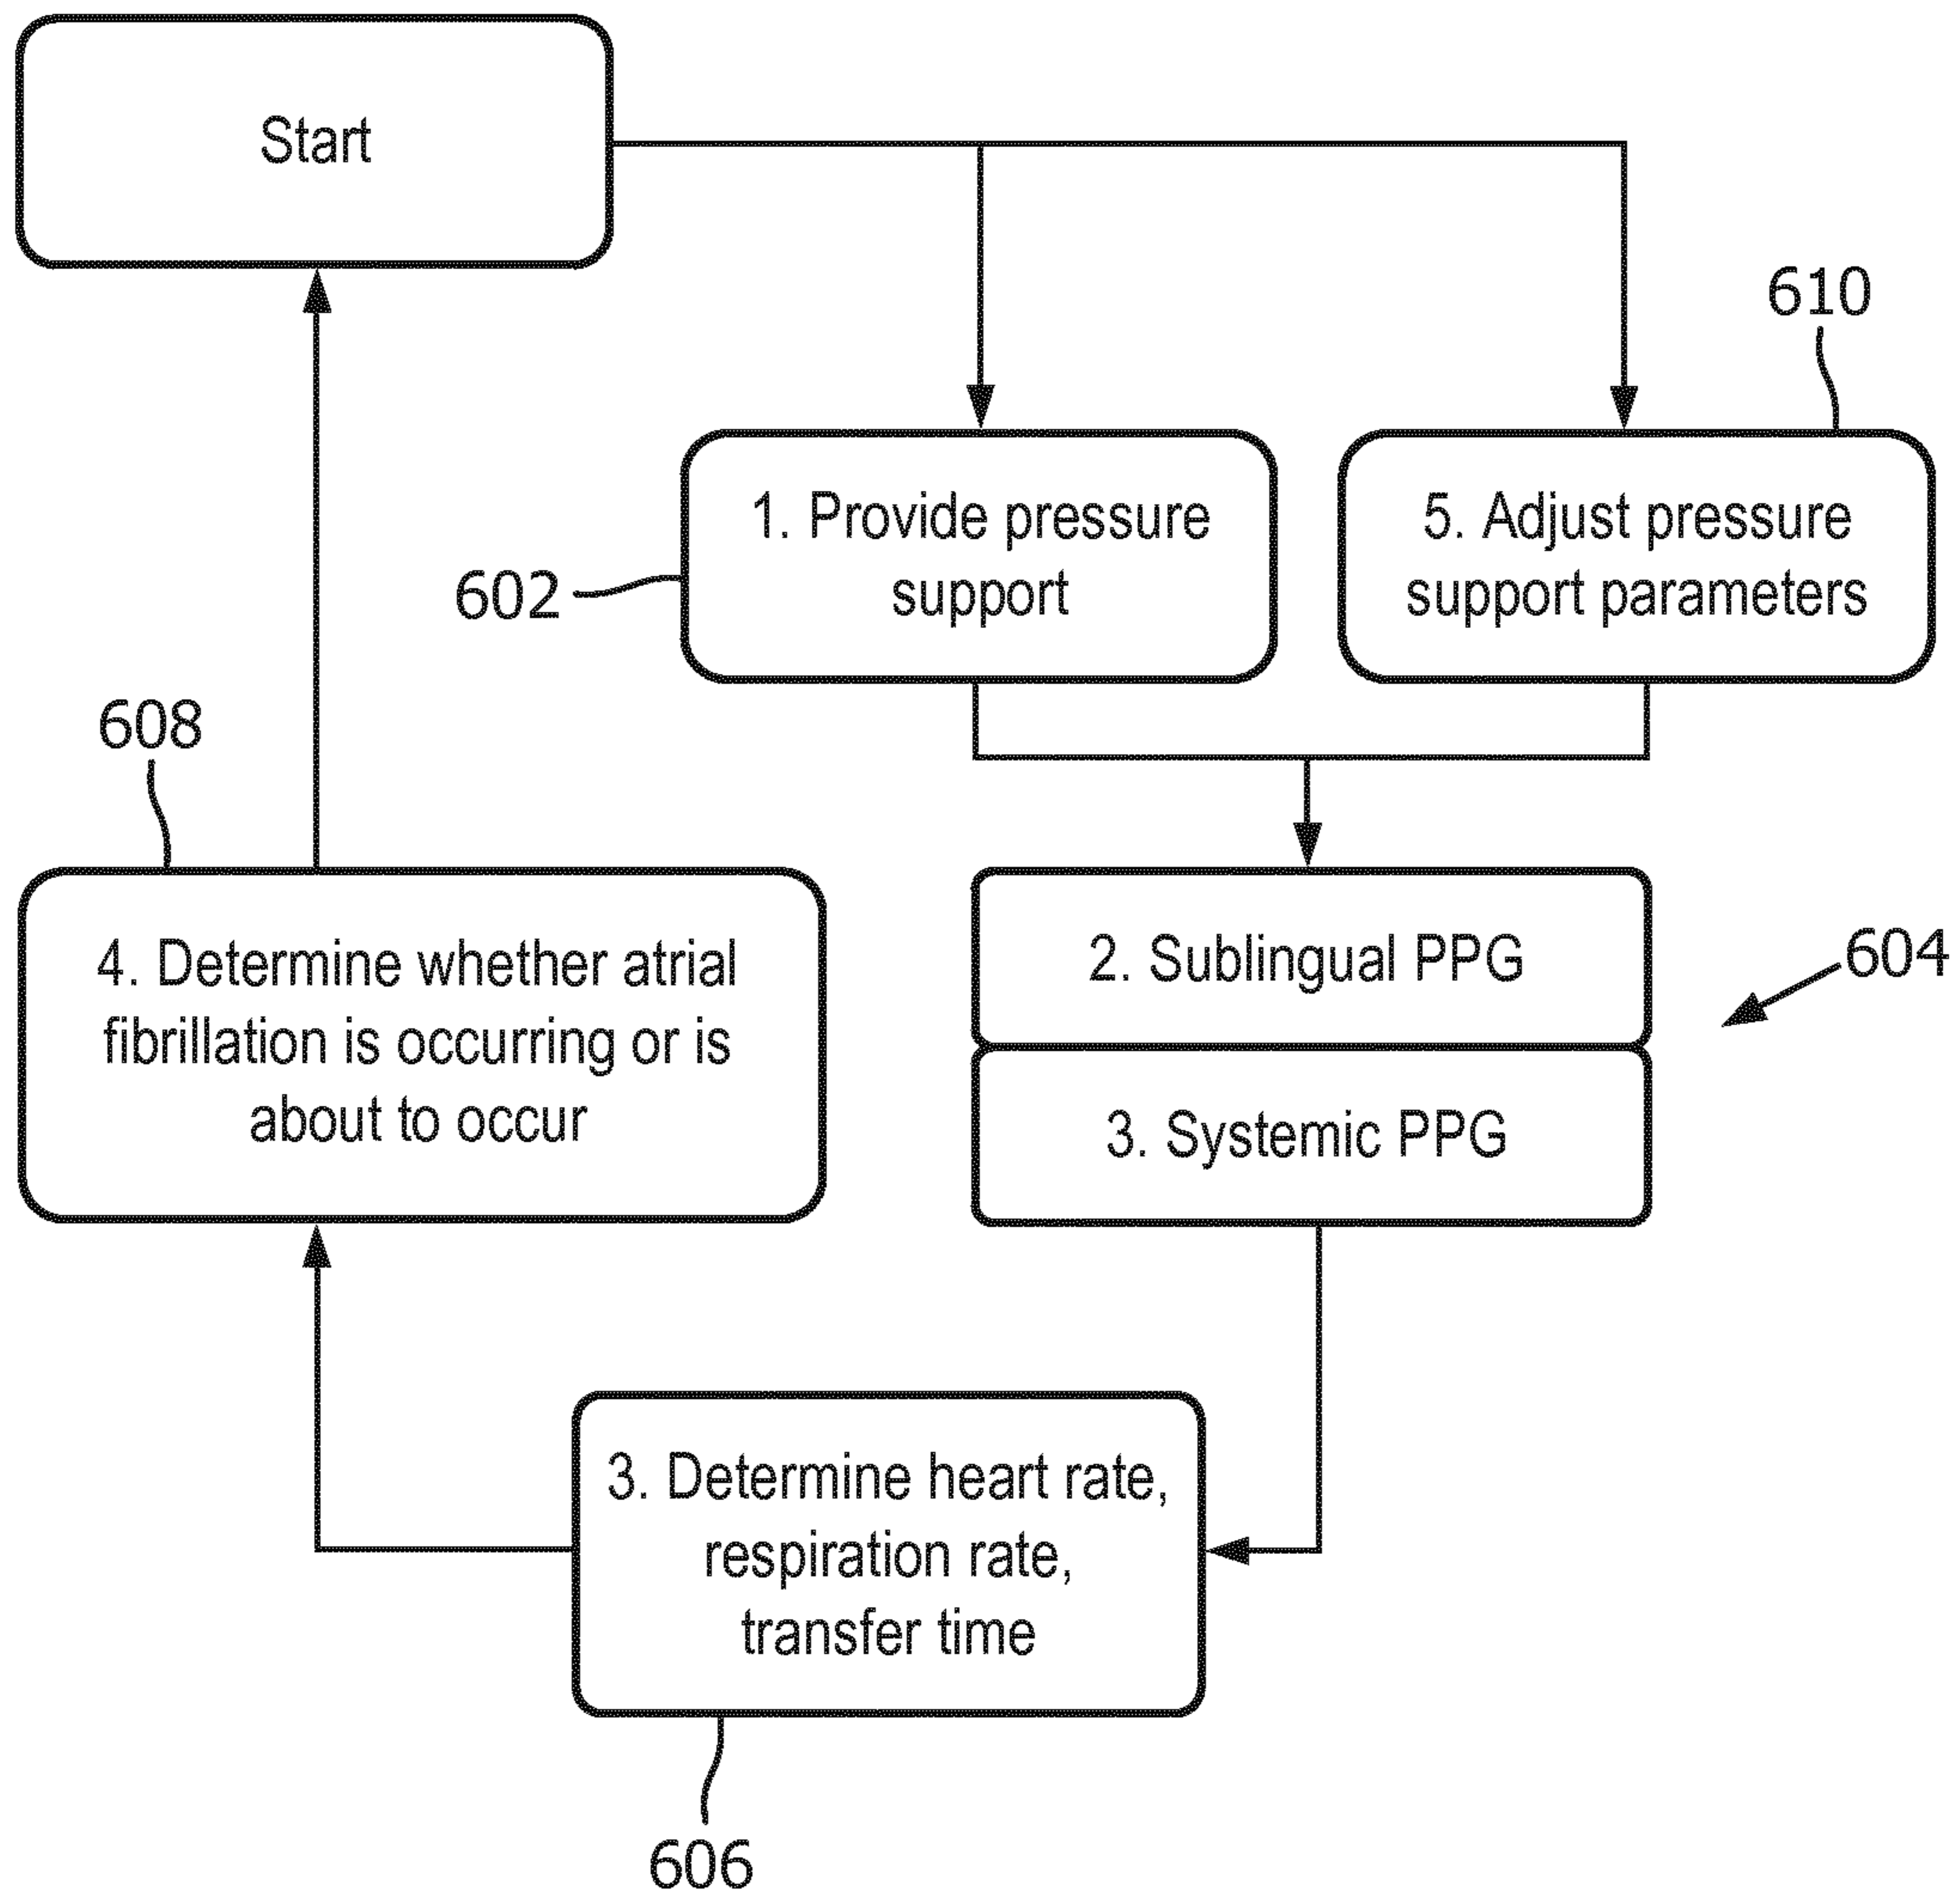 Start
610
1. Provide pressure
support
5. Adjust pressure
support parameters
602
608
4. Determine whether atrial
fibrillation is occurring or is
about to occur
2. Sublingual PPG
3. Systemic PPG
604
3. Determine heart rate,
respiration rate,
transfer time
606